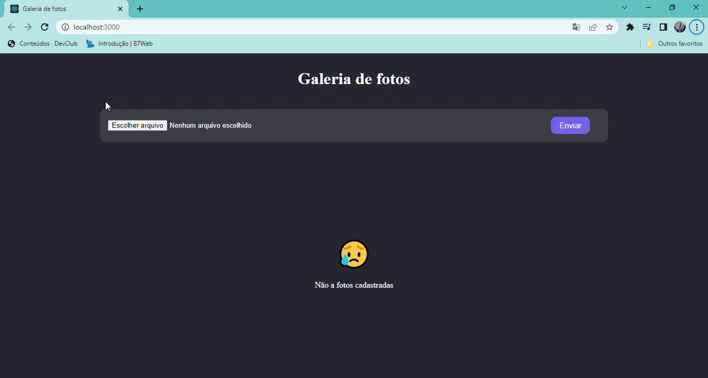 Galeria de fotos
localhost:3000
Conteúdos - DevClub
Introdução | B7Web
Outros favoritos
Galeria de fotos
Escolher arquivo Nenhum arquivo escolhido
Enviar
Não a fotos cadastradas